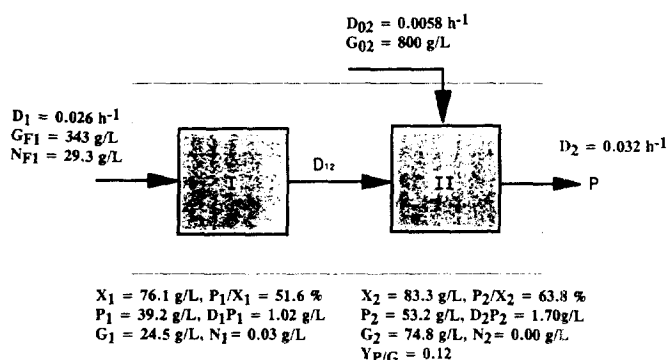 D02 = 0.0058 h-1
G02 = 800 g/L
D1 = 0.026 h-1
GF1 = 343 g/L
NF1 = 29.3 g/L
D2 = 0.032 h-1
I
D12
II
P
X1 = 76.1 g/L, P1/X1 = 51.6 %
P1 = 39.2 g/L, D1P1 = 1.02 g/L
G1 = 24.5 g/L, N1= 0.03 g/L
X2 = 83.3 g/L, P2/X2 = 63.8 %
P2 = 53.2 g/L, D2P2 = 1.70g/L
G2 = 74.8 g/L, N2= 0.00 g/L
YP/G = 0.12